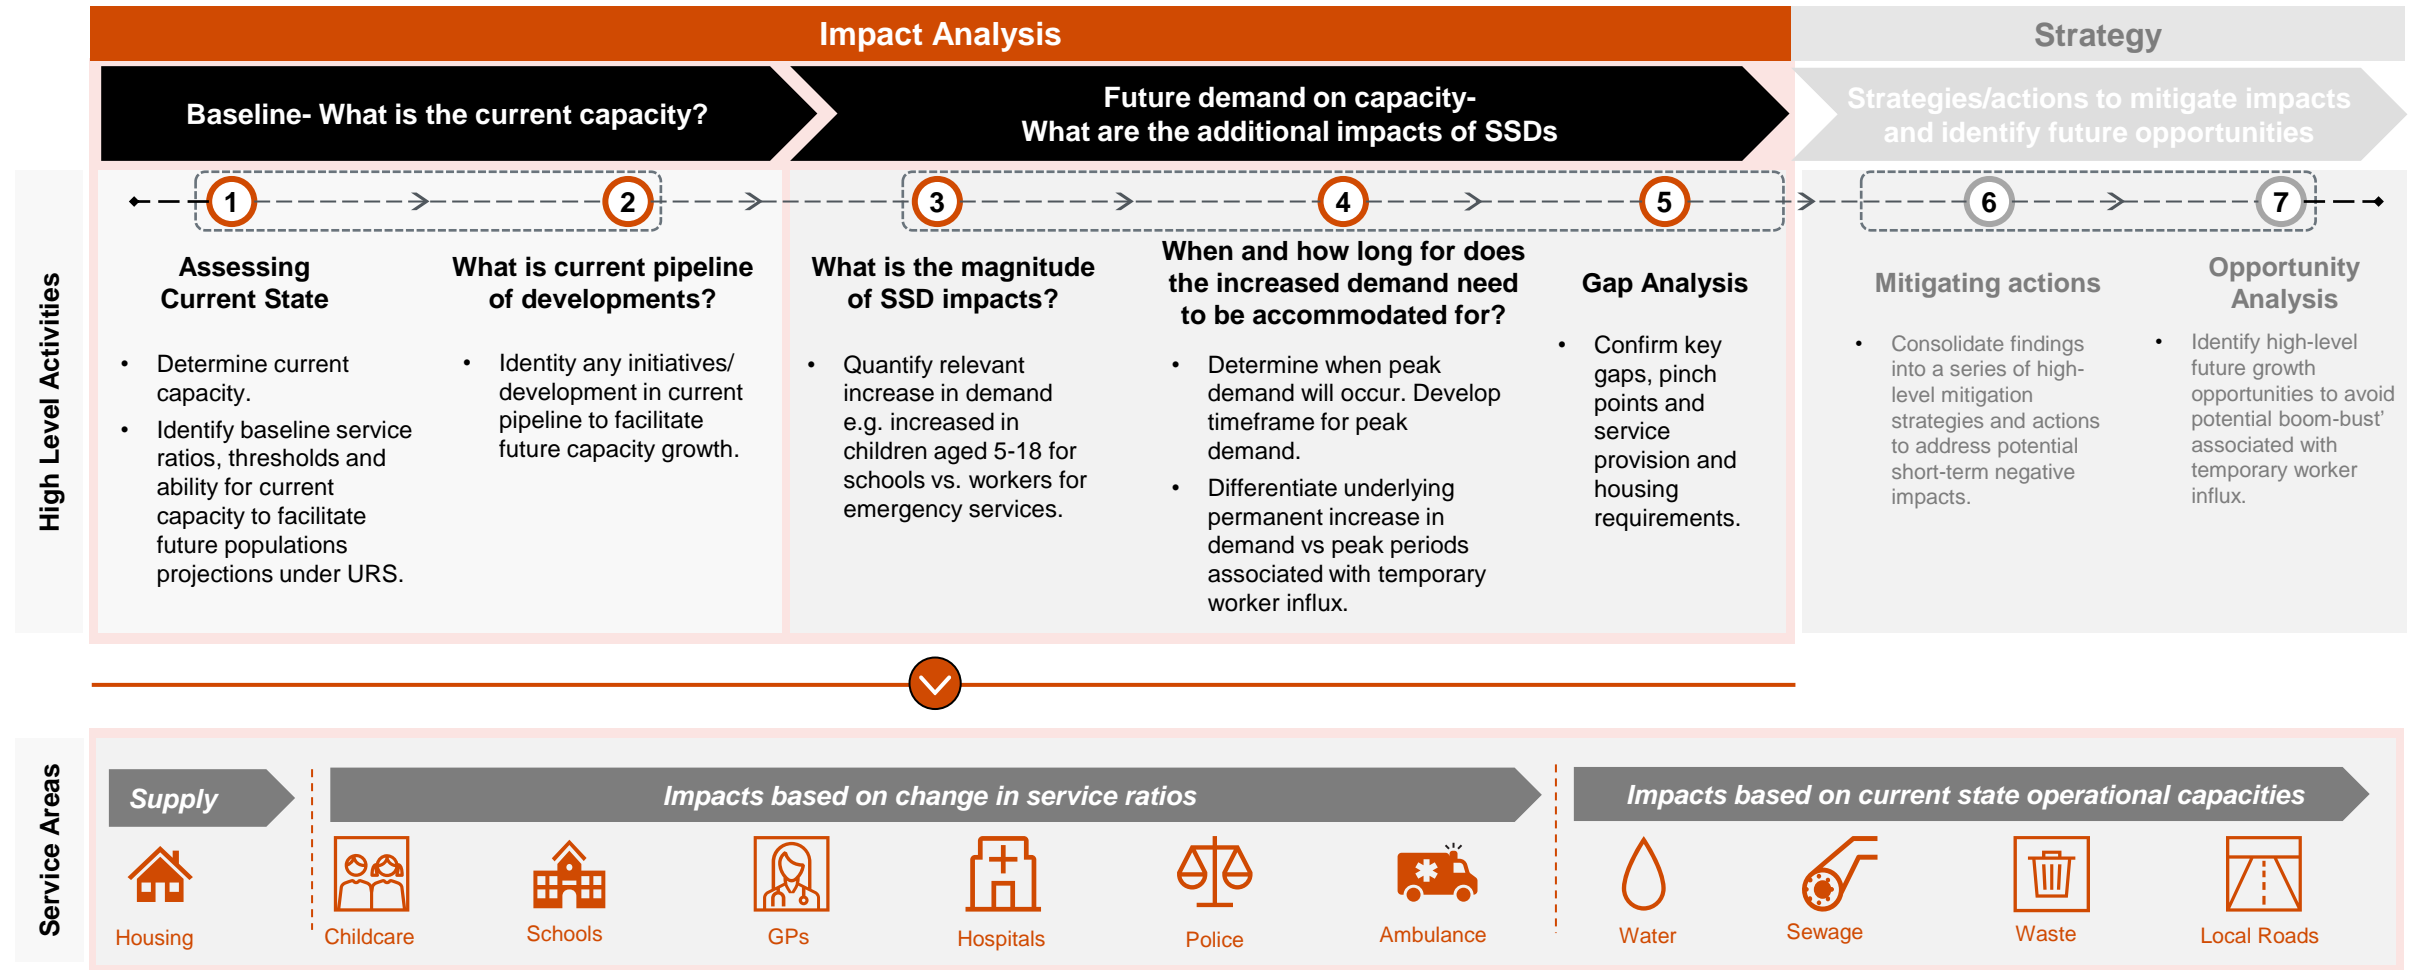 Impact Analysis
Strategy
Baseline- What is the current capacity?
Future demand on capacity-
What are the additional impacts of SSDs
Strategies/actions to mitigate impacts
and identify future opportunities
High Level Activities
1
2
3
4
5
6
7
Assessing
Current State
• Determine current
capacity.
• Identify baseline service
ratios, thresholds and
ability for current
capacity to facilitate
future populations
projections under URS.
What is current pipeline
of developments?
• Identity any initiatives/
development in current
pipeline to facilitate
future capacity growth.
What is the magnitude
of SSD impacts?
• Quantify relevant
increase in demand
e.g. increased in
children aged 5-18 for
schools vs. workers for
emergency services.
When and how long for does
the increased demand need
to be accommodated for?
• Determine when peak
demand will occur. Develop
timeframe for peak
demand.
• Differentiate underlying
permanent increase in
demand vs peak periods
associated with temporary
worker influx.
Gap Analysis
• Confirm key
gaps, pinch
points and
service
provision and
housing
requirements.
Mitigating actions
• Consolidate findings
into a series of high-
level mitigation
strategies and actions
to address potential
short-term negative
impacts.
Opportunity
Analysis
• Identify high-level
future growth
opportunities to avoid
potential boom-bust’
associated with
temporary worker
influx.
Service Areas
Supply
Impacts based on change in service ratios
Impacts based on current state operational capacities
Housing
Childcare
Schools
GPs
Hospitals
Police
Ambulance
Water
Sewage
Waste
Local Roads